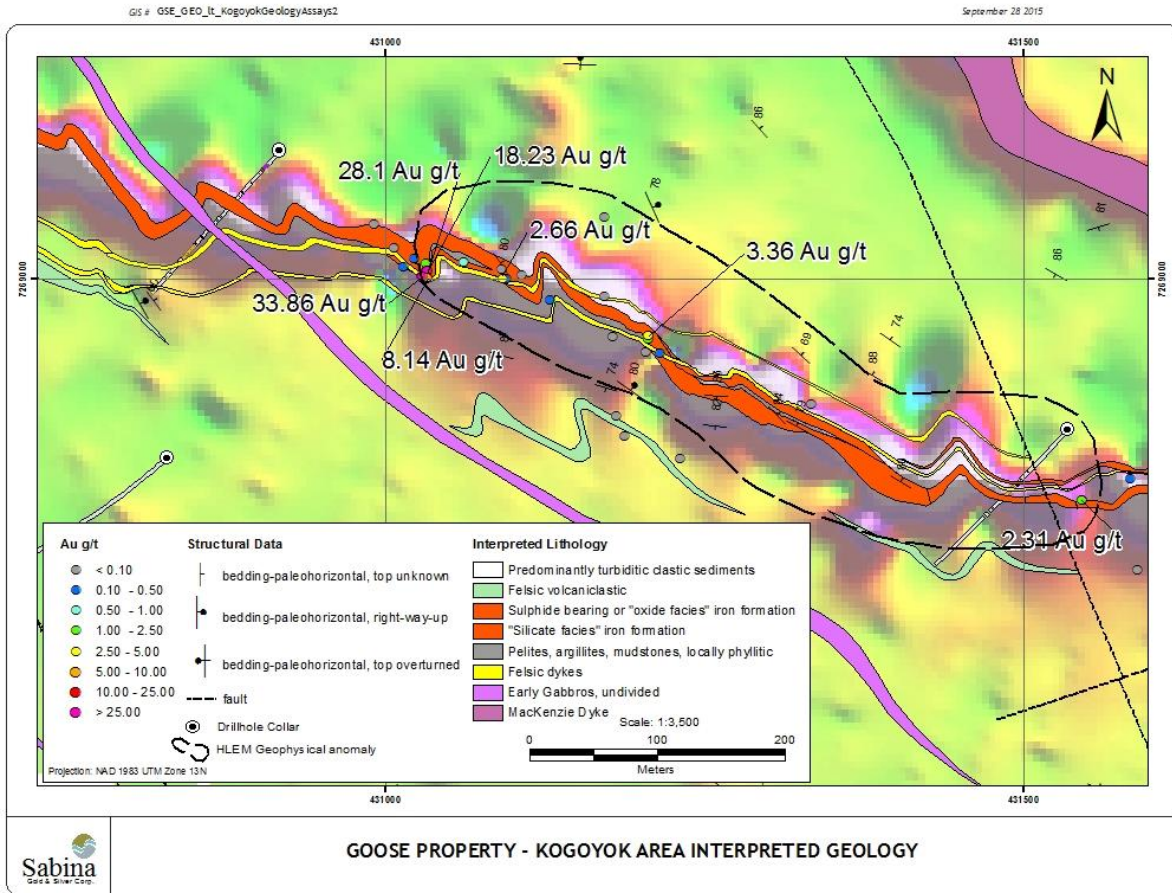 GIS # GSE_GEO_lt_KogoyokGeologyAssays2
September 28 2015
431000
431500
N
86
78
18.23 Au g/t
28.1 Au g/t
81
80
2.66 Au g/t
86
3.36 Au g/t
7269000
7269000
33.86 Au g/t
74
69
88
8.14 Au g/t
74
80
2.31 Au g/t
Au g/t
< 0.10
0.10 - 0.50
0.50 - 1.00
1.00 - 2.50
2.50 - 5.00
5.00 - 10.00
10.00 - 25.00
> 25.00
Structural Data
bedding-paleohorizontal, top unknown
bedding-paleohorizontal, right-way-up
bedding-paleohorizontal, top overturned
fault
Drillhole Collar
HLEM Geophysical anomaly
Interpreted Lithology
Predominantly turbiditic clastic sediments
Felsic volcaniclastic
Sulphide bearing or "oxide facies" iron formation
"Silicate facies" iron formation
Pelites, argillites, mudstones, locally phyllitic
Felsic dykes
Early Gabbros, undivided
MacKenzie Dyke
Scale: 1:3,500
0 100 200
Meters
Projection: NAD 1983 UTM Zone 13N
431000
431500
Sabina
Gold & Silver Corp.
GOOSE PROPERTY - KOGOYOK AREA INTERPRETED GEOLOGY